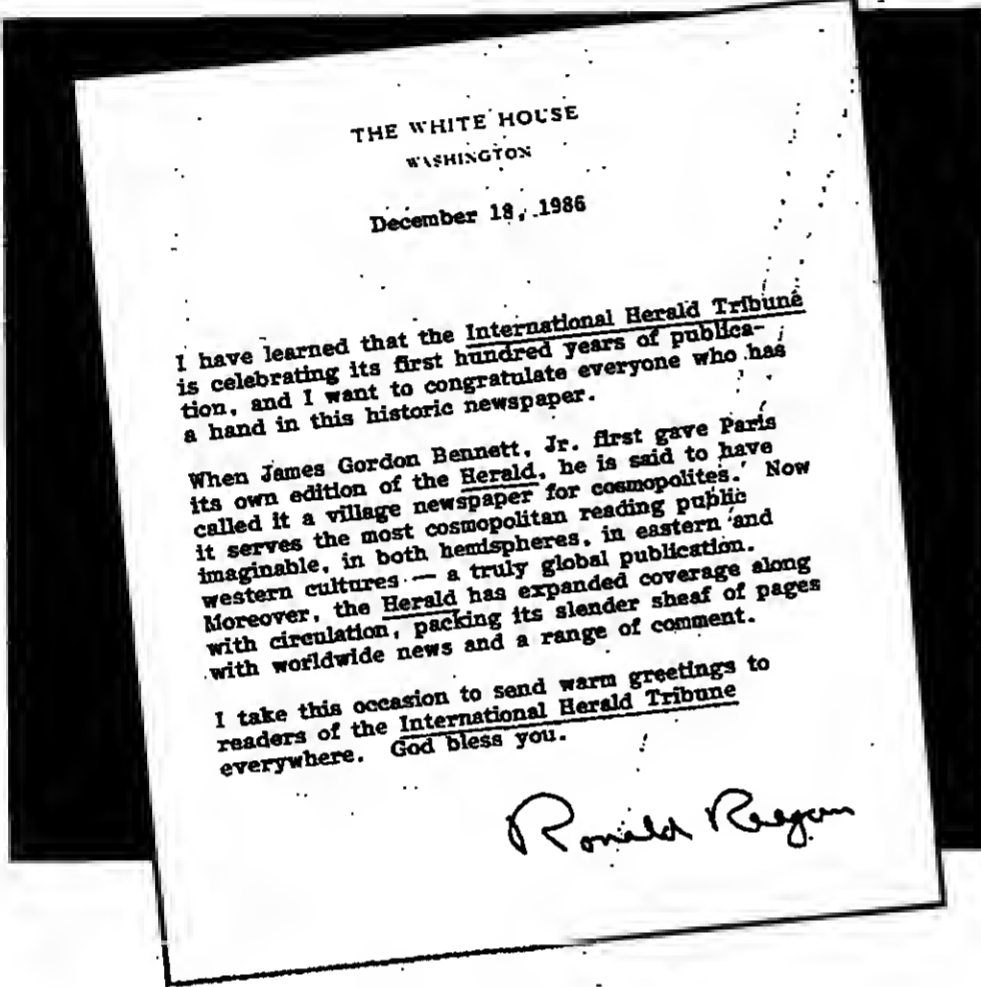 THE WHITE HOUSE
WASHINGTON
December 18, 1986
I have learned that the International Herald Tribune
is celebrating its first hundred years of publica-
tion, and I want to congratulate everyone who has
a hand in this historic newspaper.
When James Gordon Bennett, Jr. first gave Paris
its own edition of the Herald, he is said to have
called it a village newspaper for cosmopolites. Now
it serves the most cosmopolitan reading public
imaginable, in both hemispheres, in eastern and
western cultures — a truly global publication.
Moreover, the Herald has expanded coverage along
with circulation, packing its slender sheaf of pages
with worldwide news and a range of comment.
I take this occasion to send warm greetings to
readers of the International Herald Tribune
everywhere. God bless you.
Ronald Reagan